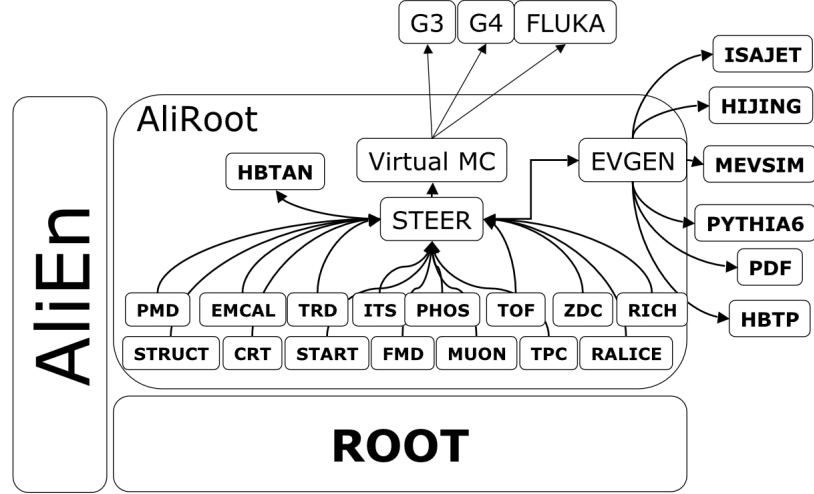 G3 G4 FLUKA
ISAJET
AliRoot
HIJING
Virtual MC
EVGEN
MEVSIM
HBTAN
STEER
PYTHIA6
PDF
PMD EMCAL TRD ITS PHOS TOF ZDC RICH
HBTP
STRUCT CRT START FMD MUON TPC RALICE
AliEn
ROOT